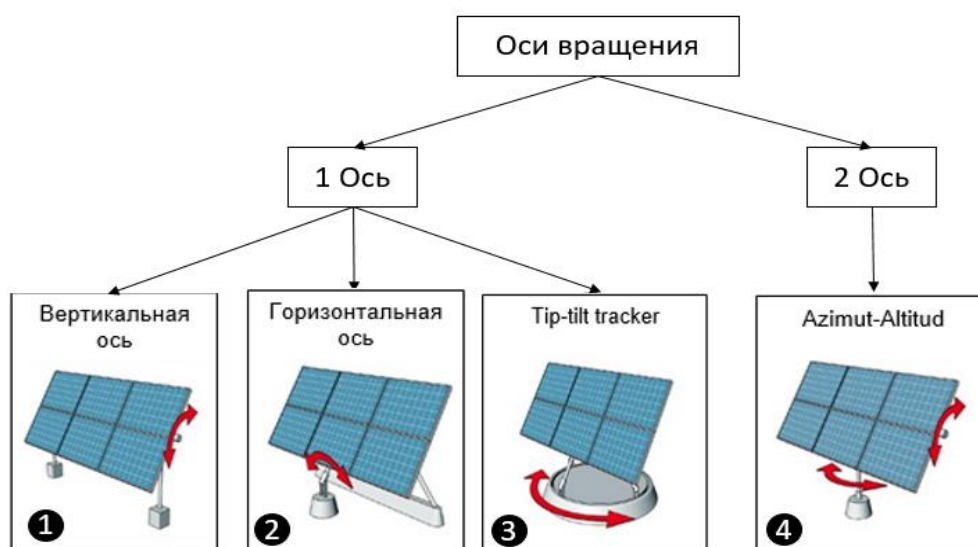 Оси вращения
1 Ось
2 Ось
Вертикальная
ось
Горизонтальная
ось
Tip-tilt tracker
Azimut-Altitud
1
2
3
4